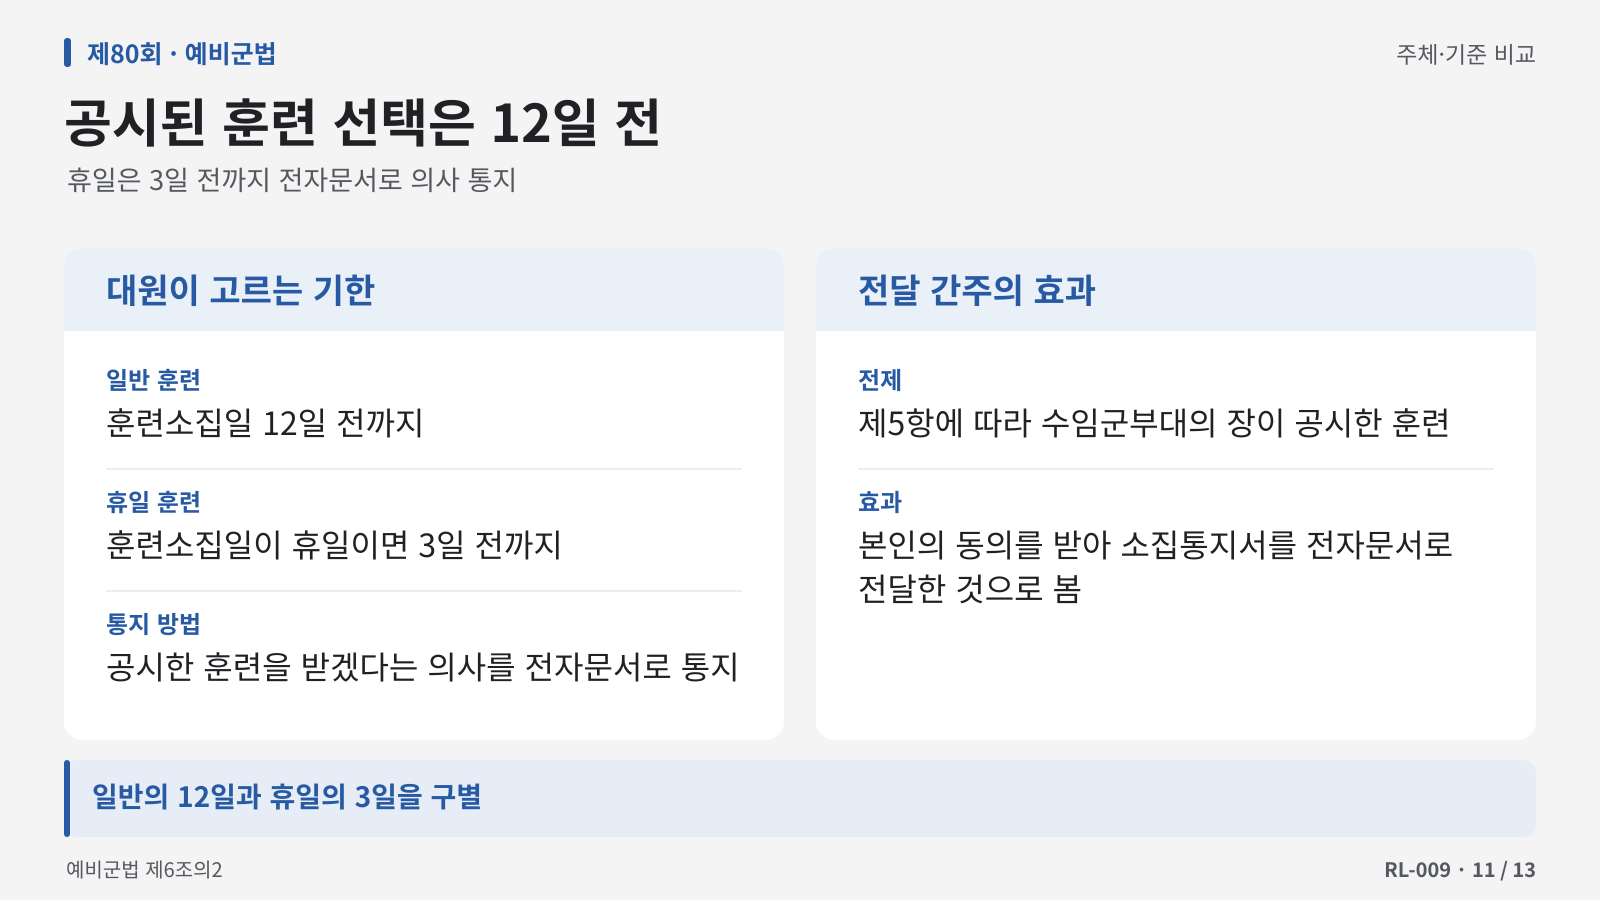 제80회 · 예비군법
주체·기준 비교
공시된 훈련 선택은 12일 전
휴일은 3일 전까지 전자문서로 의사 통지
대원이 고르는 기한
일반 훈련
훈련소집일 12일 전까지
휴일 훈련
훈련소집일이 휴일이면 3일 전까지
통지 방법
공시한 훈련을 받겠다는 의사를 전자문서로 통지
전달 간주의 효과
전제
제5항에 따라 수임군부대의 장이 공시한 훈련
효과
본인의 동의를 받아 소집통지서를 전자문서로
전달한 것으로 봄
일반의 12일과 휴일의 3일을 구별
예비군법 제6조의2
RL-009 · 11 / 13